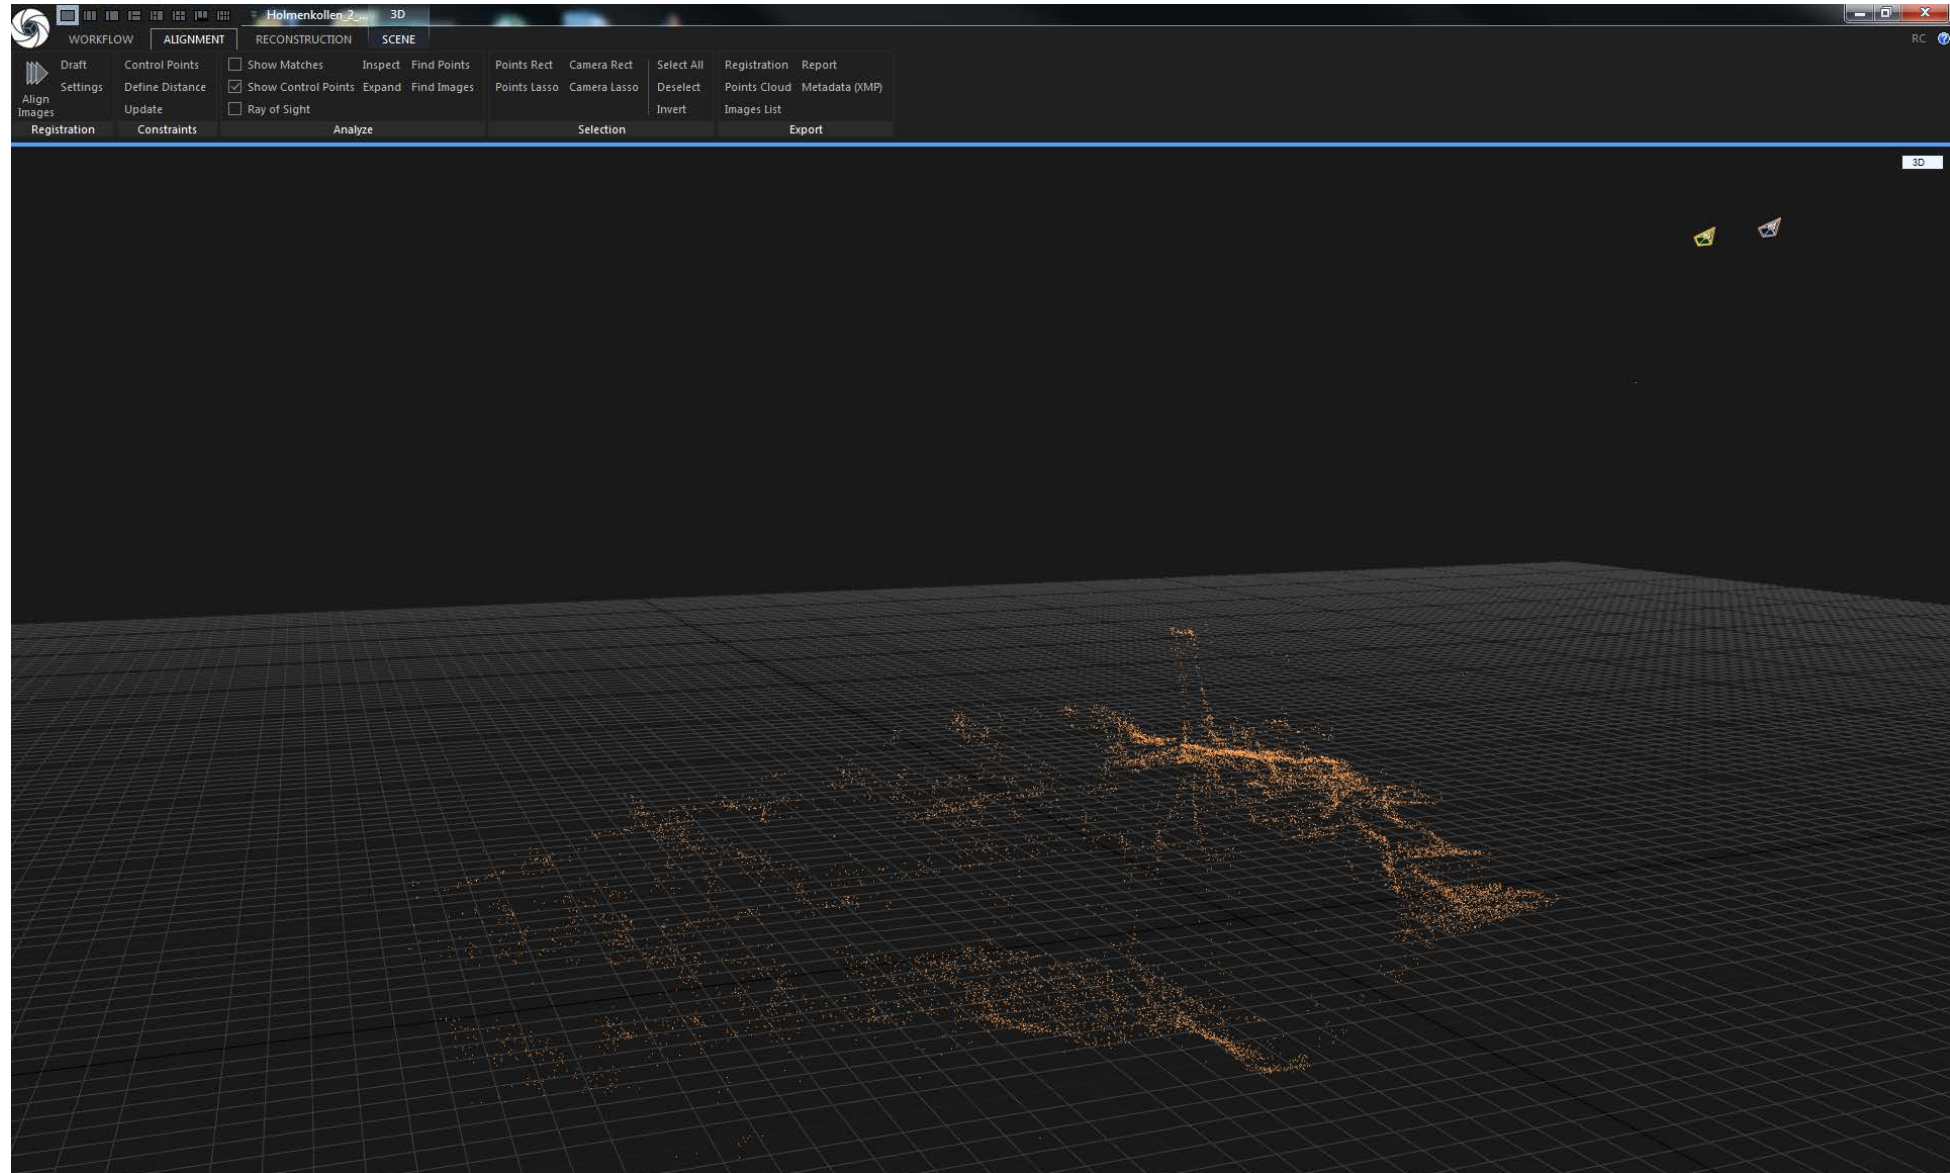 Holmenkollen_2_... 3D
WORKFLOW ALIGNMENT RECONSTRUCTION SCENE RC
Draft Control Points Show Matches Inspect Find Points Points Rect Camera Rect Select All Registration Report
Settings Define Distance Show Control Points Expand Find Images Points Lasso Camera Lasso Deselect Points Cloud Metadata (XMP)
Align Images Update Ray of Sight Invert Images List
Registration Constraints Analyze Selection Export
3D